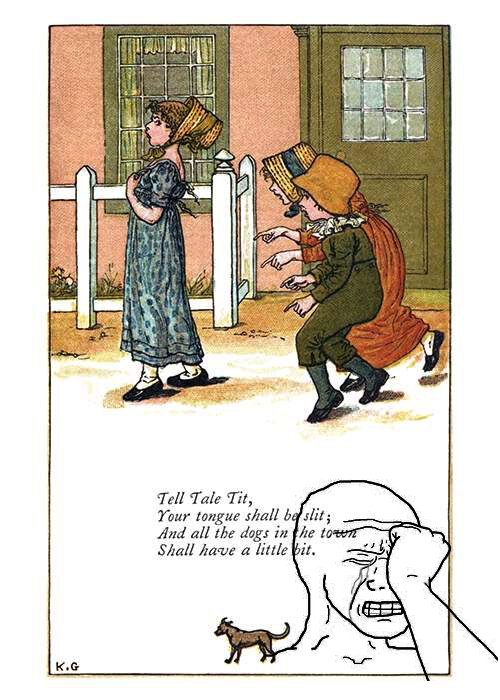 Tell Tale Tit,
Your tongue shall be slit;
And all the dogs in the town
Shall have a little bit.
K.G